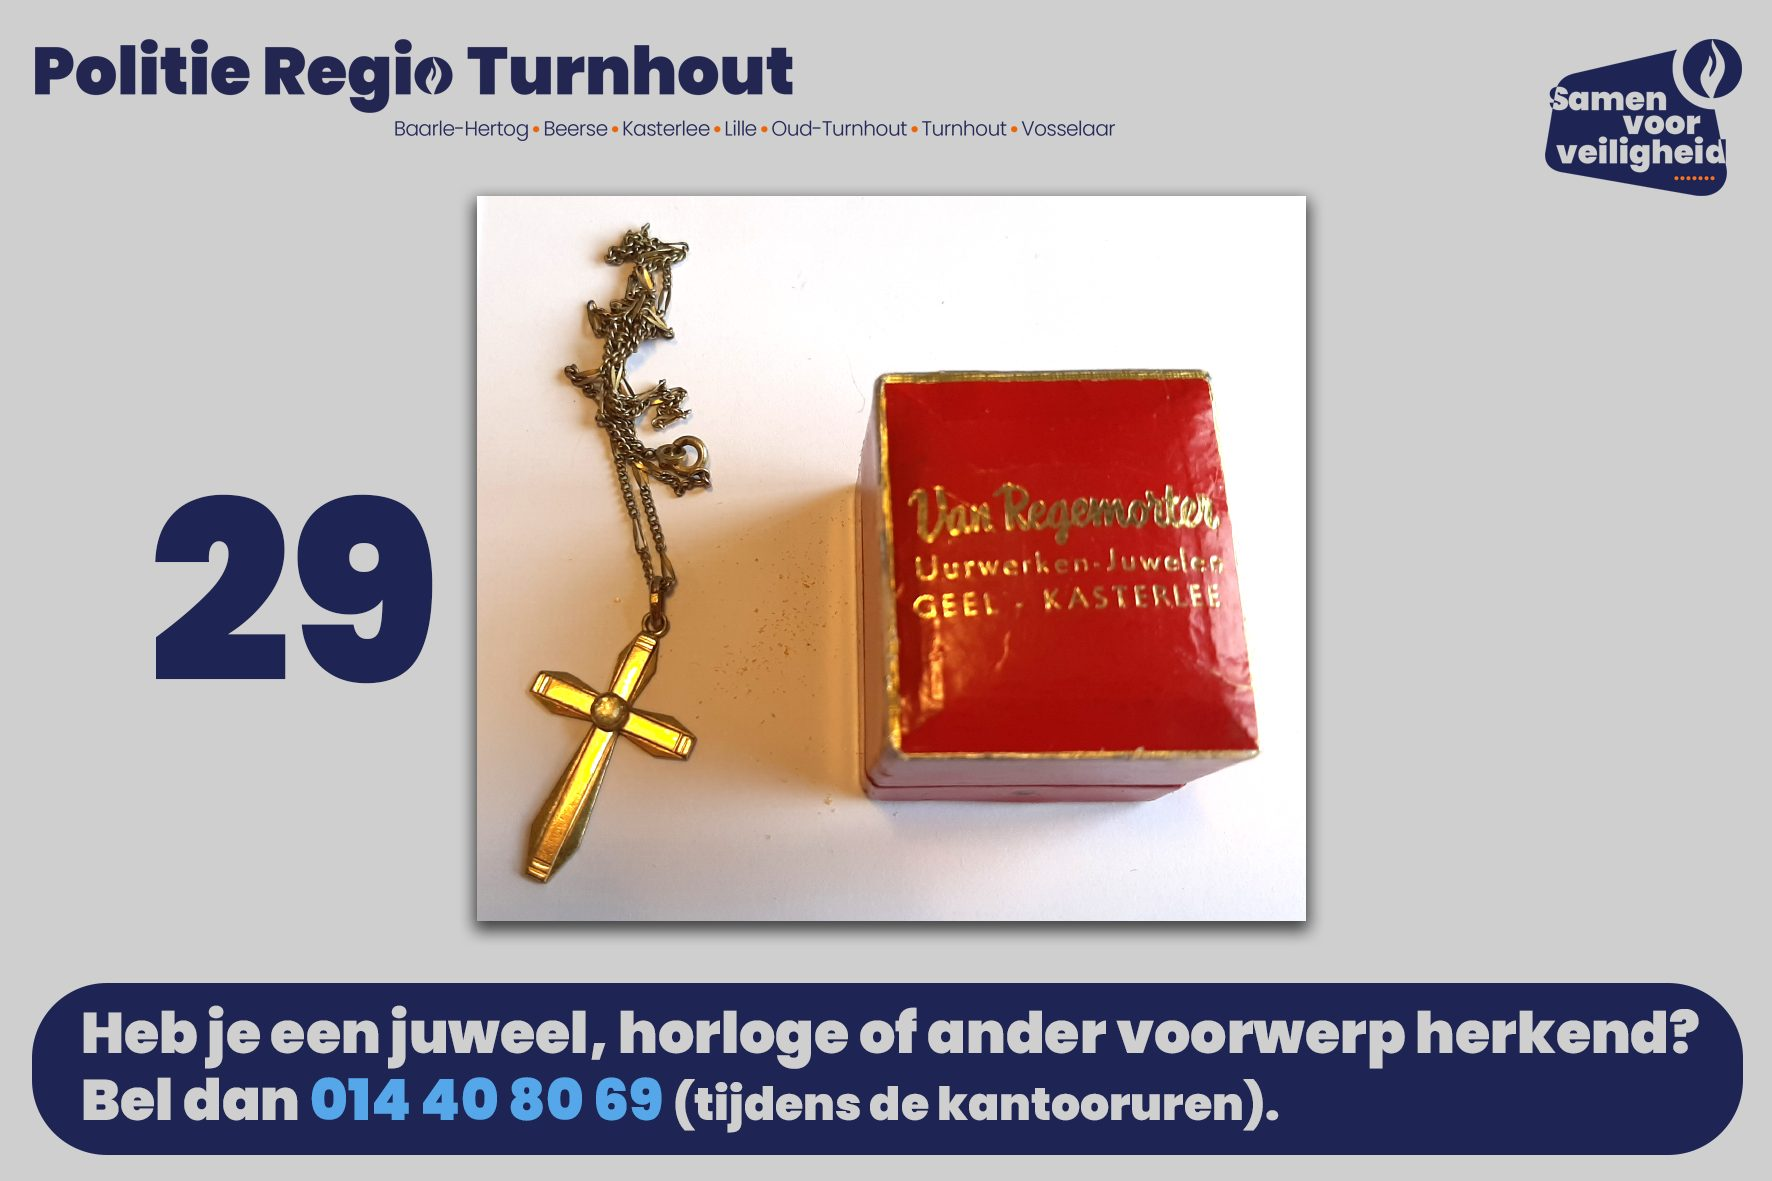 Politie Regio Turnhout
Baarle-Hertog • Beerse • Kasterlee • Lille • Oud-Turnhout • Turnhout • Vosselaar
Samen
voor
veiligheid
29
Van Regemorter
Uurwerken-Juwelen
GEEL - KASTERLEE
Heb je een juweel, horloge of ander voorwerp herkend?
Bel dan 014 40 80 69 (tijdens de kantooruren).